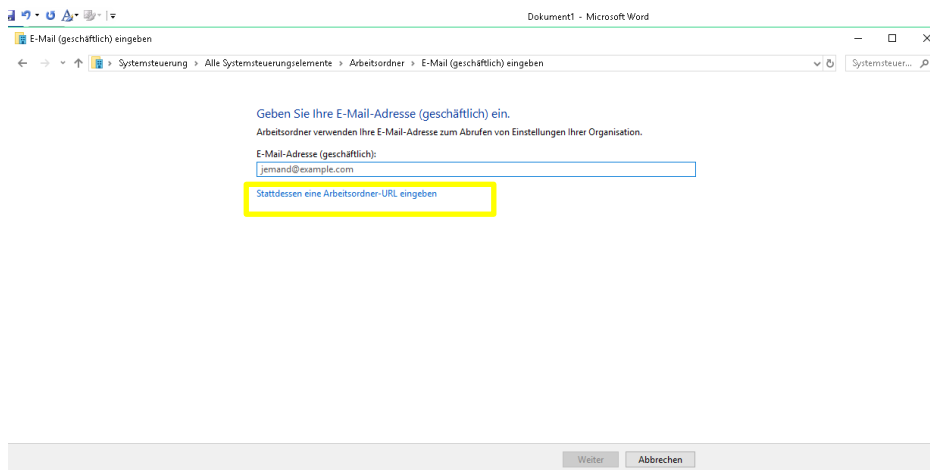 Dokument1 - Microsoft Word
E-Mail (geschäftlich) eingeben
Systemsteuerung › Alle Systemsteuerungselemente › Arbeitsordner › E-Mail (geschäftlich) eingeben
Systemsteuer...
Geben Sie Ihre E-Mail-Adresse (geschäftlich) ein.
Arbeitsordner verwenden Ihre E-Mail-Adresse zum Abrufen von Einstellungen Ihrer Organisation.
E-Mail-Adresse (geschäftlich):
jemand@example.com
Stattdessen eine Arbeitsordner-URL eingeben
Weiter Abbrechen